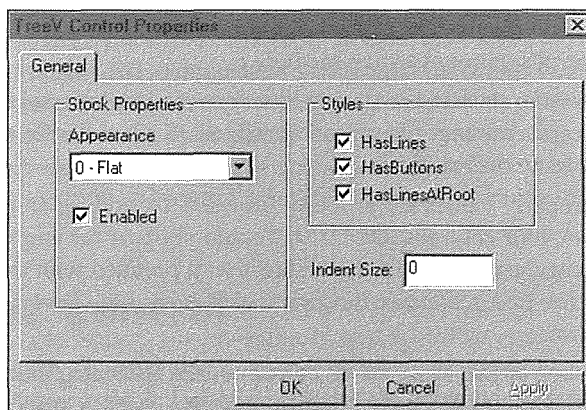 TreeV Control Properties
General
Stock Properties
Appearance
0 - Flat
Enabled
Styles
HasLines
HasButtons
HasLinesAtRoot
Indent Size: 0
OK
Cancel
Apply